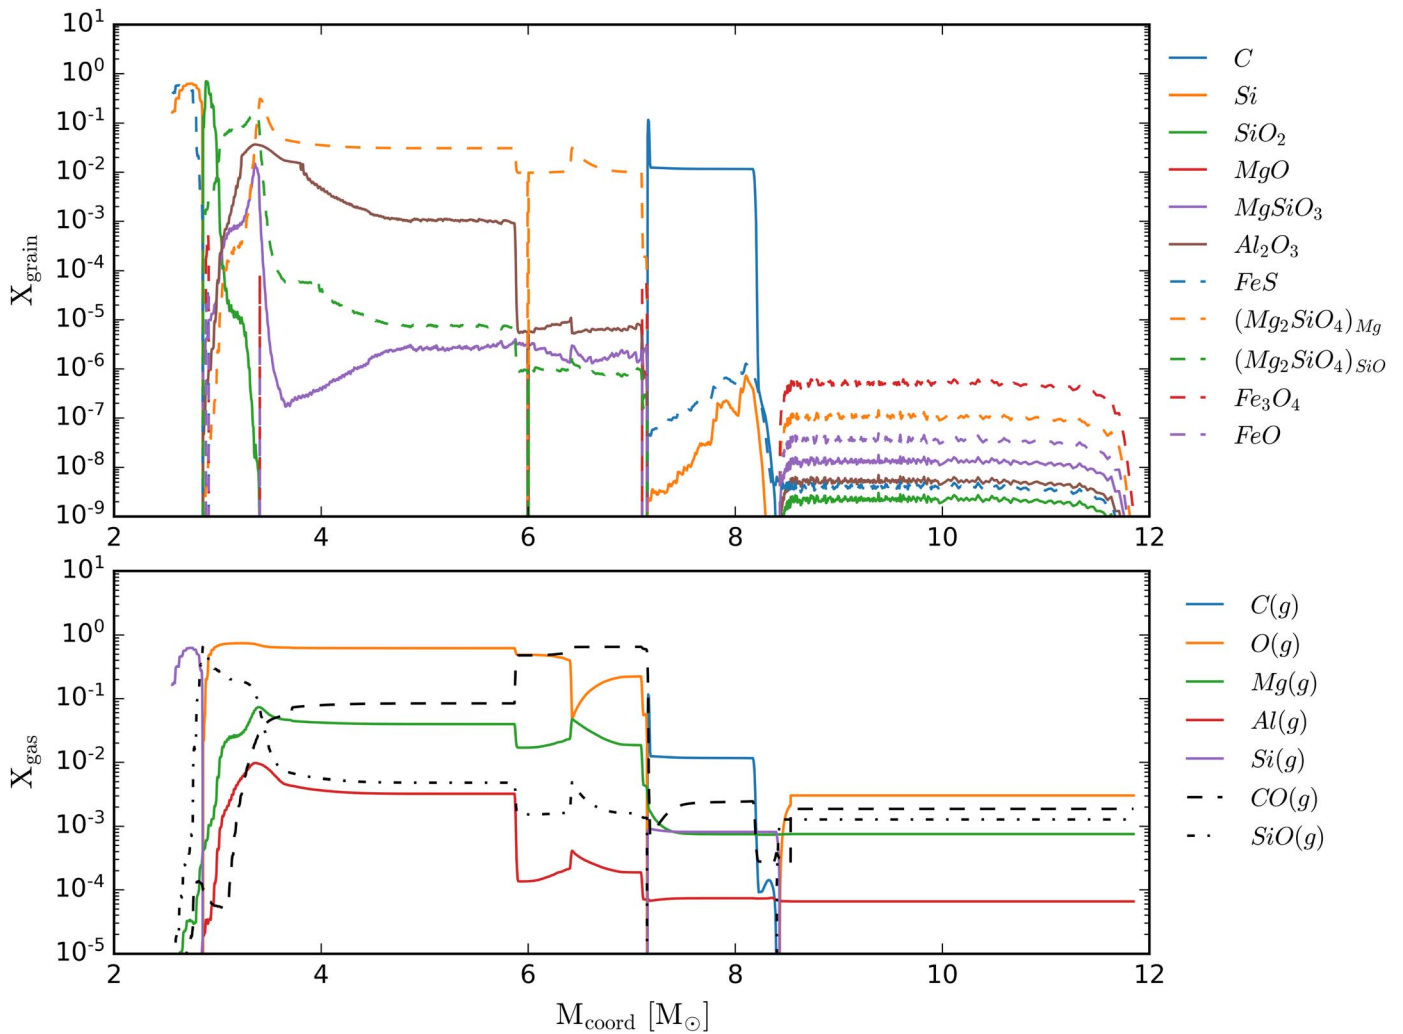 10^1
10^0
10^-1
10^-2
10^-3
10^-4
10^-5
10^-6
10^-7
10^-8
10^-9
X_grain
2 4 6 8 10 12
C
Si
SiO_2
MgO
MgSiO_3
Al_2O_3
FeS
(Mg_2SiO_4)_Mg
(Mg_2SiO_4)_SiO
Fe_3O_4
FeO
10^1
10^0
10^-1
10^-2
10^-3
10^-4
10^-5
X_gas
2 4 6 8 10 12
M_coord [M_⊙]
C(g)
O(g)
Mg(g)
Al(g)
Si(g)
CO(g)
SiO(g)